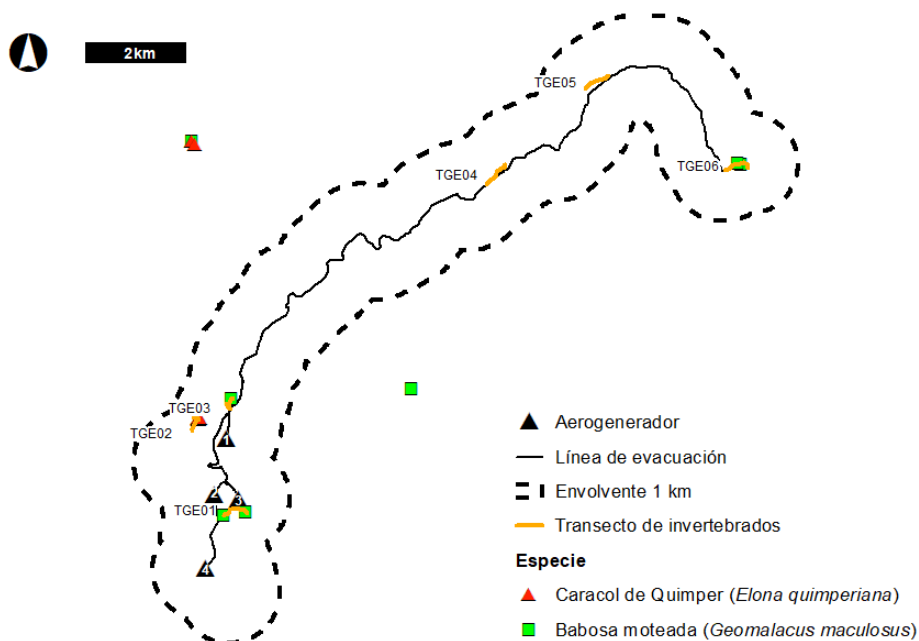 2km
TGE05
TGE04
TGE06
TGE03
TGE02
1
2
3
TGE01
4
Aerogenerador
Línea de evacuación
Envolvente 1 km
Transecto de invertebrados
Especie
Caracol de Quimper (Elona quimperiana)
Babosa moteada (Geomalacus maculosus)